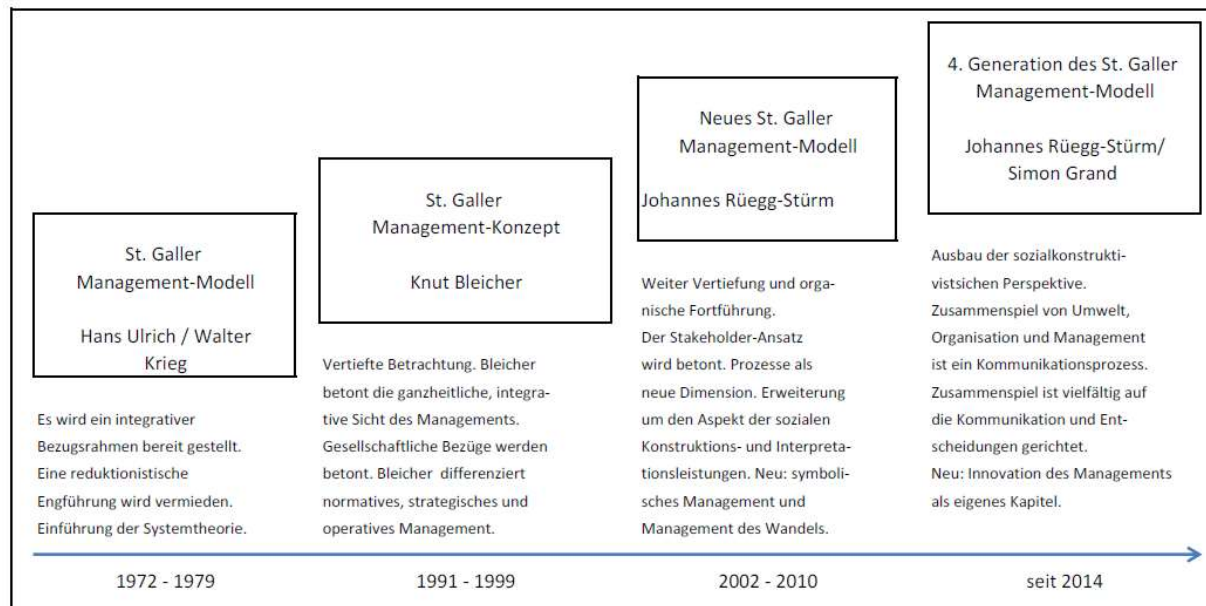 St. Galler
Management-Modell
Hans Ulrich / Walter
Krieg
Es wird ein integrativer
Bezugsrahmen bereit gestellt.
Eine reduktionistische
Engführung wird vermieden.
Einführung der Systemtheorie.
1972 - 1979
St. Galler
Management-Konzept
Knut Bleicher
Vertiefte Betrachtung. Bleicher
betont die ganzheitliche, integra-
tive Sicht des Managements.
Gesellschaftliche Bezüge werden
betont. Bleicher differenziert
normatives, strategisches und
operatives Management.
1991 - 1999
Neues St. Galler
Management-Modell
Johannes Rüegg-Stürm
Weiter Vertiefung und orga-
nische Fortführung.
Der Stakeholder-Ansatz
wird betont. Prozesse als
neue Dimension. Erweiterung
um den Aspekt der sozialen
Konstruktions- und Interpreta-
tionsleistungen. Neu: symboli-
sches Management und
Management des Wandels.
2002 - 2010
4. Generation des St. Galler
Management-Modell
Johannes Rüegg-Stürm/
Simon Grand
Ausbau der sozialkonstrukti-
vistsichen Perspektive.
Zusammenspiel von Umwelt,
Organisation und Management
ist ein Kommunikationsprozess.
Zusammenspiel ist vielfältig auf
die Kommunikation und Ent-
scheidungen gerichtet.
Neu: Innovation des Managements
als eigenes Kapitel.
seit 2014